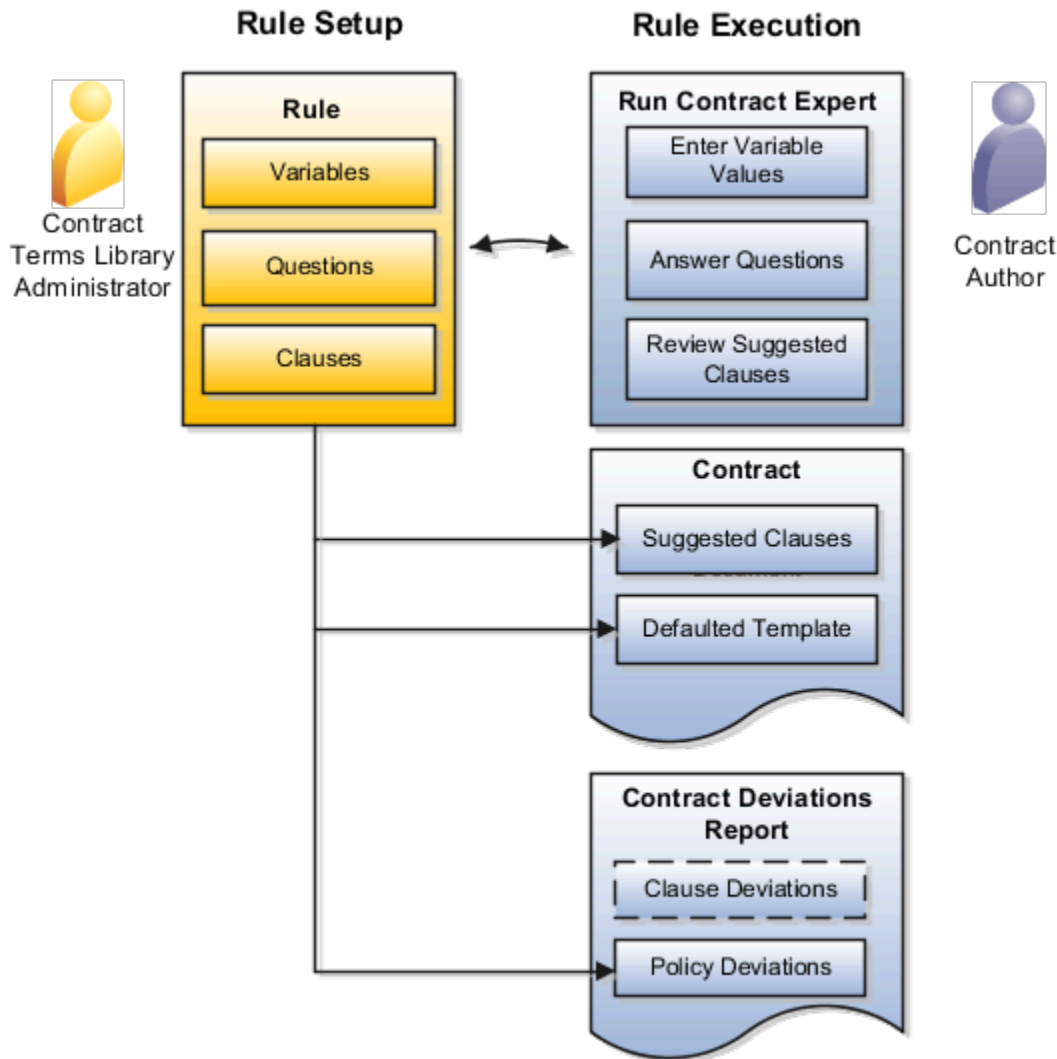 Rule Setup
Rule Execution
Rule
Variables
Questions
Clauses
Contract
Terms Library
Administrator
Run Contract Expert
Enter Variable
Values
Answer Questions
Review Suggested
Clauses
Contract
Author
Contract
Suggested Clauses
Defaulted Template
Contract Deviations
Report
Clause Deviations
Policy Deviations